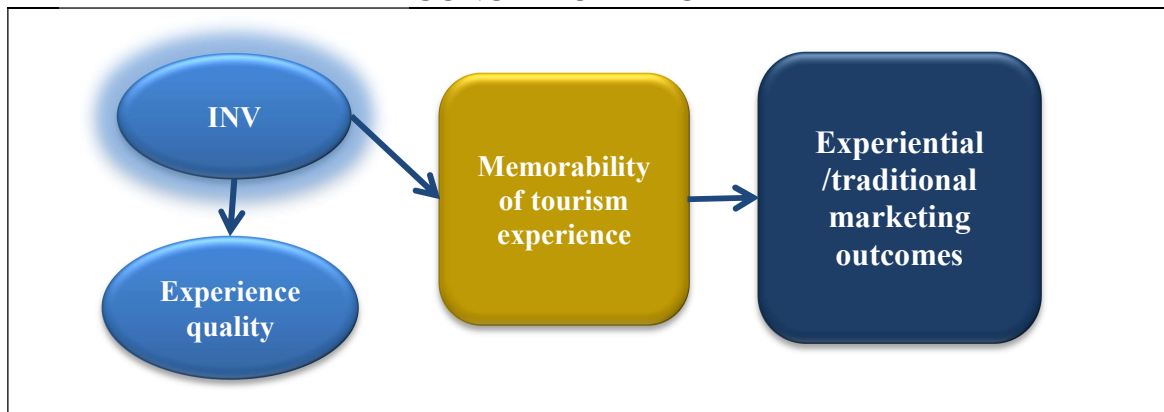 INV
Experience
quality
Memorability
of tourism
experience
Experiential
/traditional
marketing
outcomes